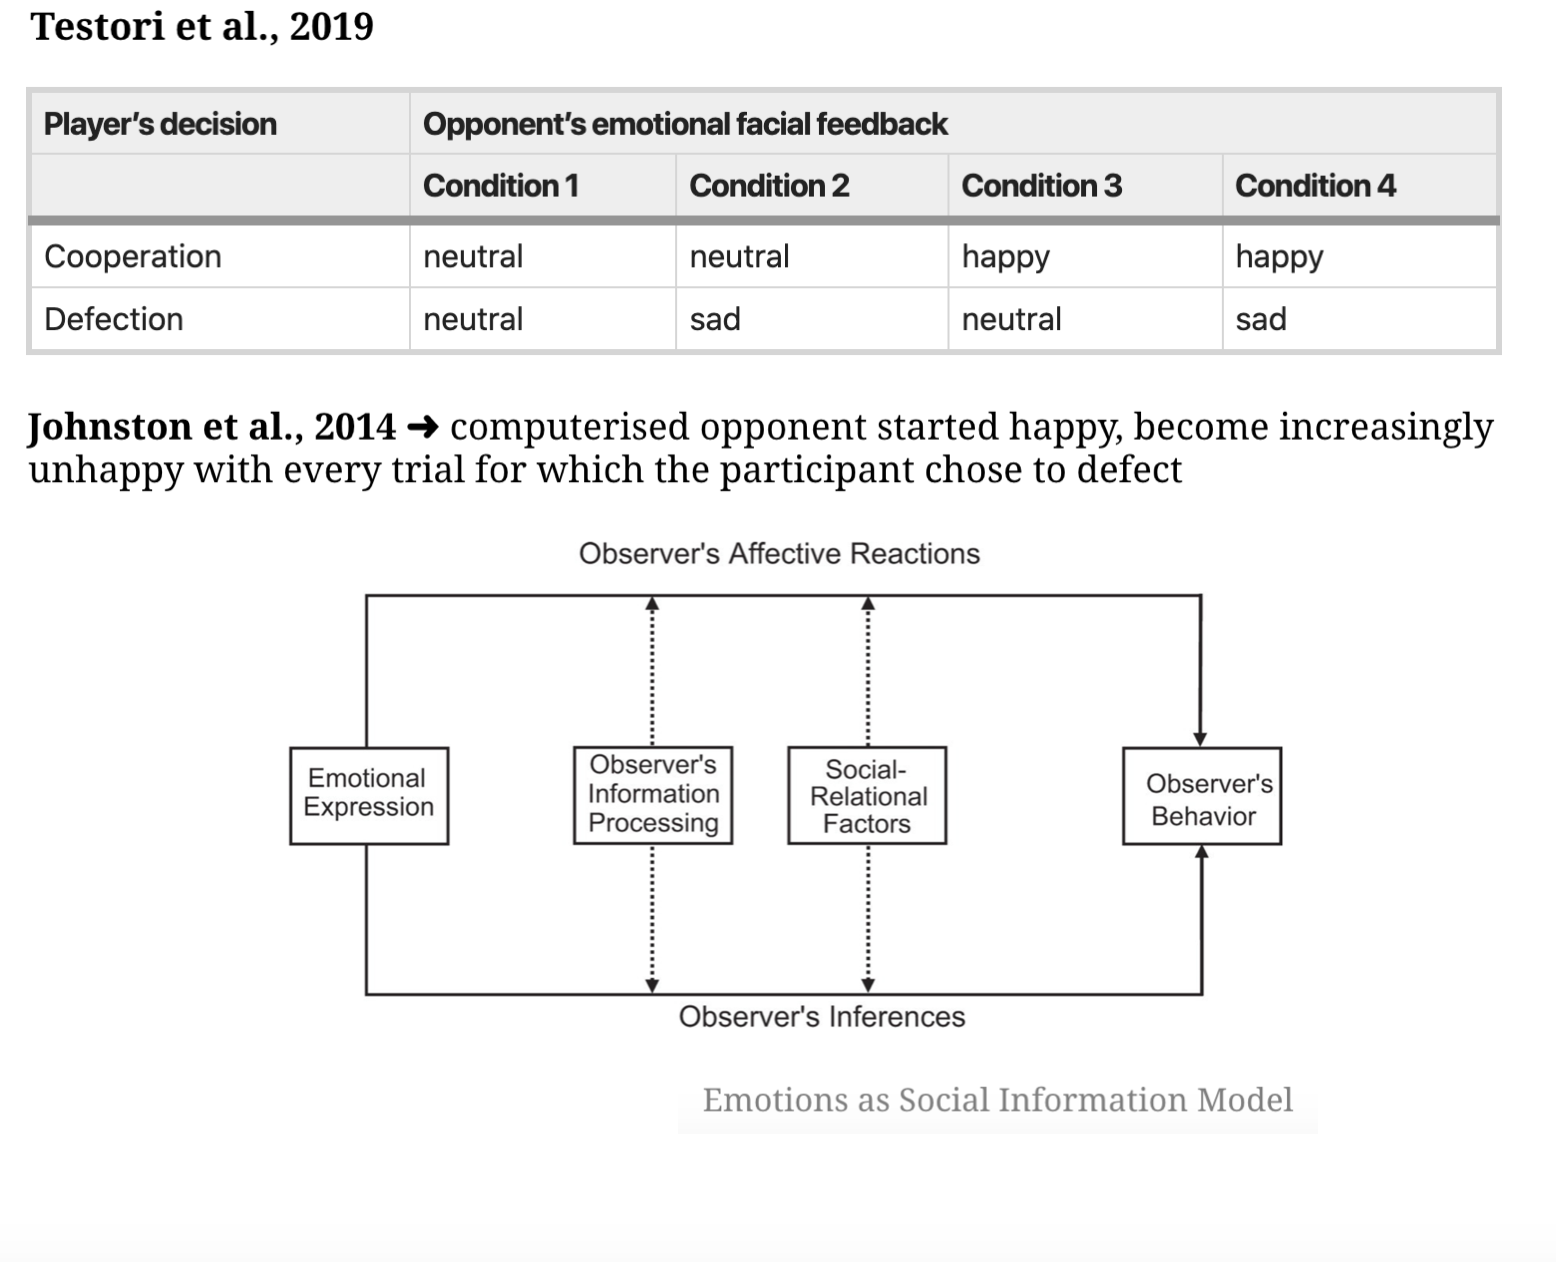 Testori et al., 2019
Player's decision Opponent's emotional facial feedback
Condition 1 Condition 2 Condition 3 Condition 4
Cooperation neutral neutral happy happy
Defection neutral sad neutral sad
Johnston et al., 2014 → computerised opponent started happy, become increasingly
unhappy with every trial for which the participant chose to defect
Observer's Affective Reactions
Emotional
Expression
Observer's
Information
Processing
Social-
Relational
Factors
Observer's
Behavior
Observer's Inferences
Emotions as Social Information Model